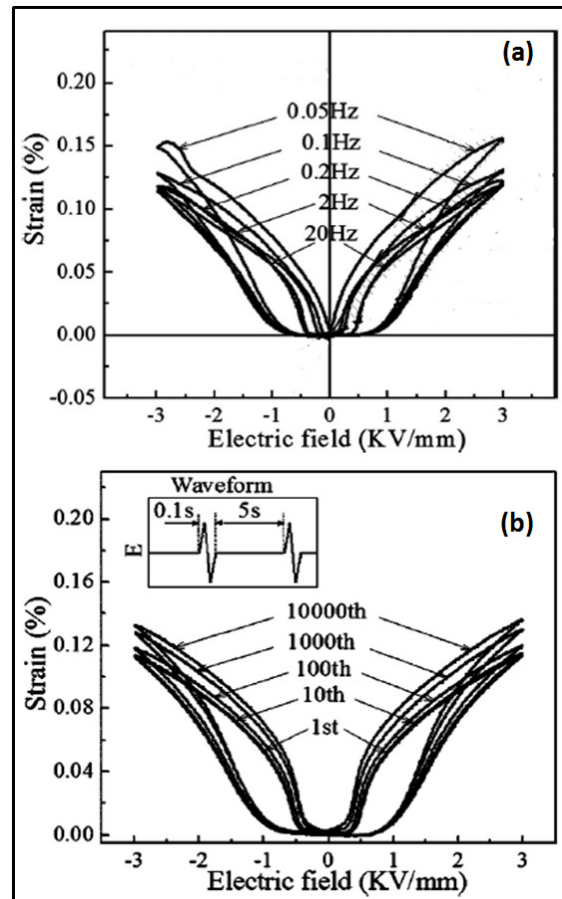 (a)
0.20
0.15
0.10
0.05
0.00
-0.05
Strain (%)
0.05Hz
0.1Hz
0.2Hz
2Hz
20Hz
-3 -2 -1 0 1 2 3
Electric field (KV/mm)
(b)
Waveform
0.1s 5s
E
0.20
0.16
0.12
0.08
0.04
0.00
Strain (%)
10000th
1000th
100th
10th
1st
-3 -2 -1 0 1 2 3
Electric field (KV/mm)